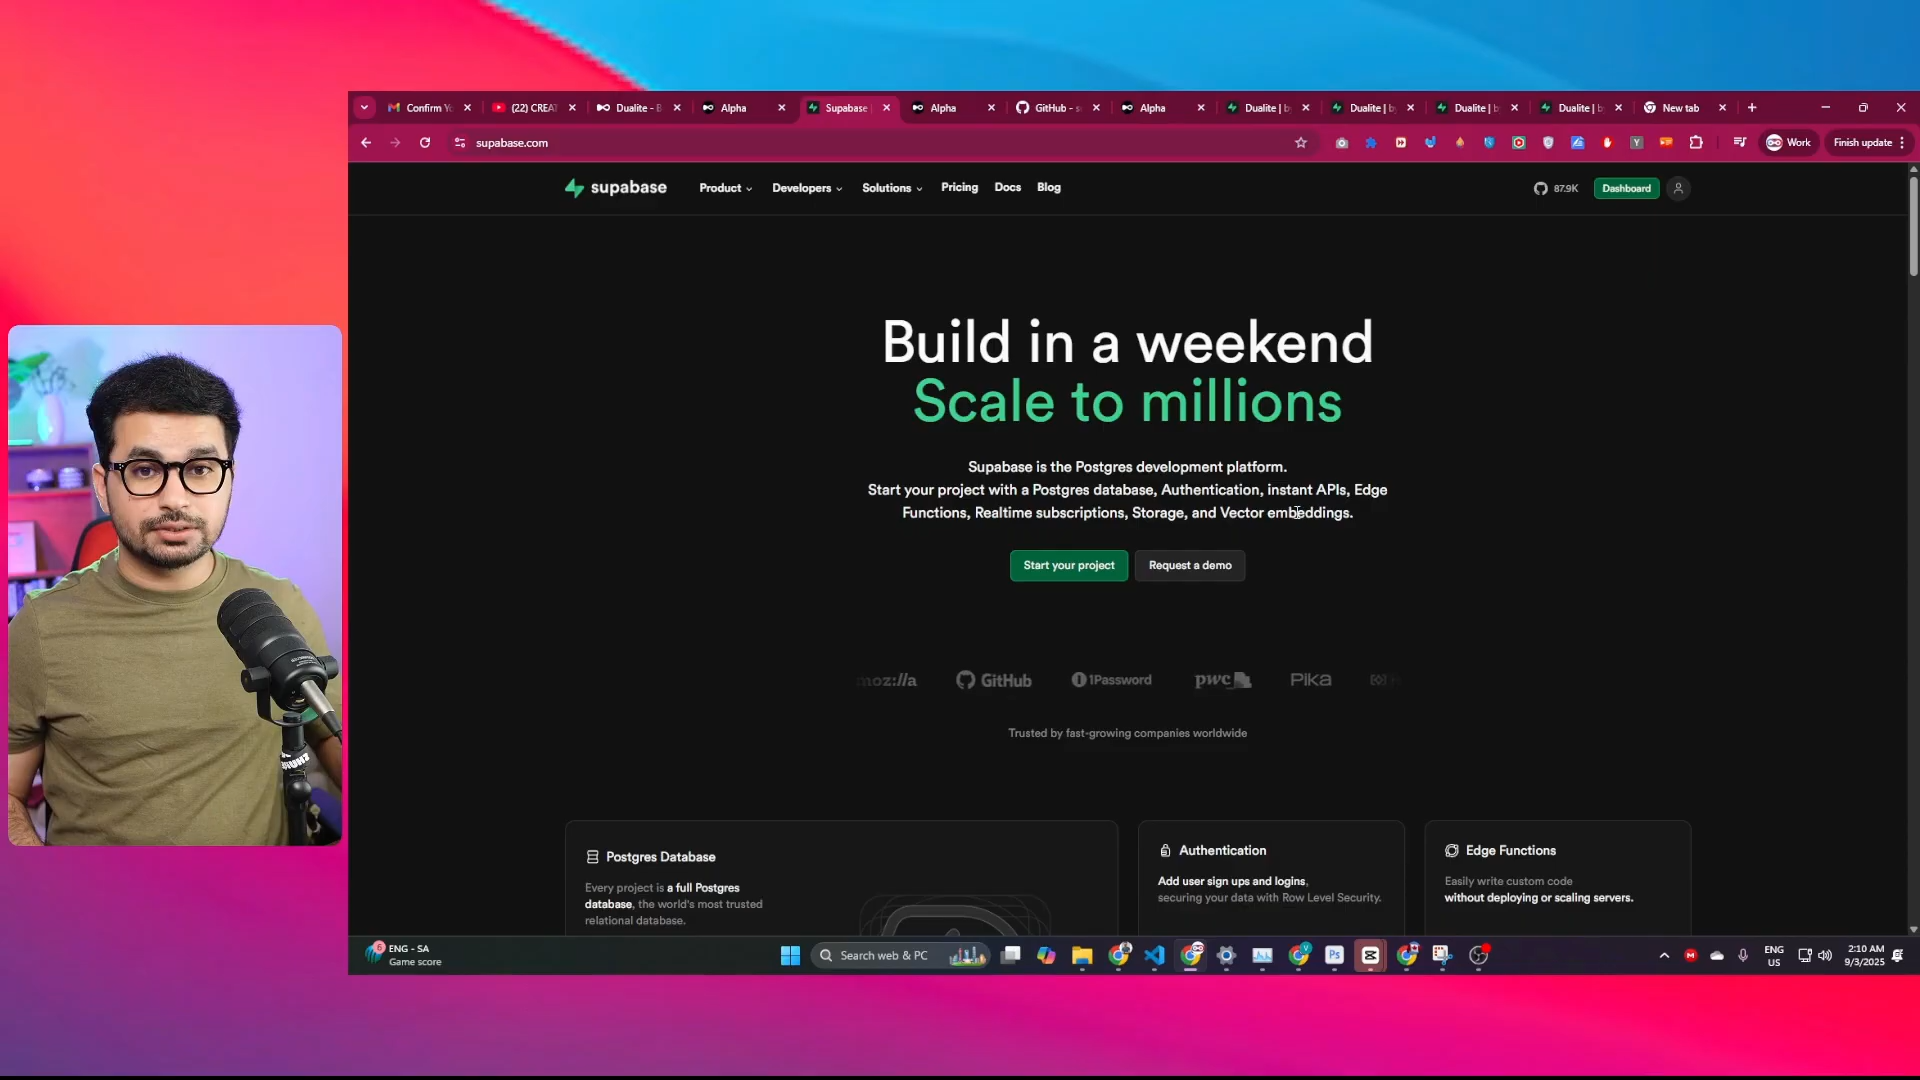 Confirm Yo
(22) CREAT
Dualite - B
Alpha
Supabase |
Alpha
GitHub - s
Alpha
Dualite | b
Dualite | b
Dualite | b
Dualite | b
New tab
supabase.com
Work
Finish update
supabase
Product
Developers
Solutions
Pricing
Docs
Blog
87.9K
Dashboard
Build in a weekend
Scale to millions
Supabase is the Postgres development platform.
Start your project with a Postgres database, Authentication, instant APIs, Edge
Functions, Realtime subscriptions, Storage, and Vector embeddings.
Start your project
Request a demo
moz://a
GitHub
1Password
pwc
Pika
Trusted by fast-growing companies worldwide
Postgres Database
Every project is a full Postgres
database, the world's most trusted
relational database.
Authentication
Add user sign ups and logins,
securing your data with Row Level Security.
Edge Functions
Easily write custom code
without deploying or scaling servers.
6
ENG - SA
Game score
Search web & PC
Ps
ENG
US
2:10 AM
9/3/2025